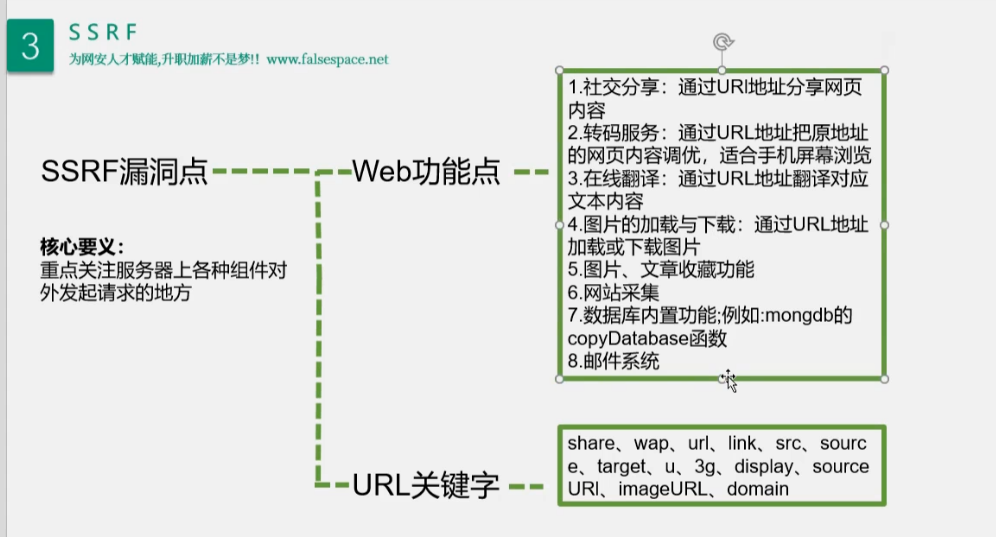 3
SSRF
为网安人才赋能,升职加薪不是梦!! www.falsespace.net
SSRF漏洞点
核心要义：
重点关注服务器上各种组件对
外发起请求的地方
Web功能点
1.社交分享：通过URl地址分享网页
内容
2.转码服务：通过URL地址把原地址
的网页内容调优，适合手机屏幕浏览
3.在线翻译：通过URL地址翻译对应
文本内容
4.图片的加载与下载：通过URL地址
加载或下载图片
5.图片、文章收藏功能
6.网站采集
7.数据库内置功能;例如:mongdb的
copyDatabase函数
8.邮件系统
URL关键字
share、wap、url、link、src、sourc
e、target、u、3g、display、source
URl、imageURL、domain